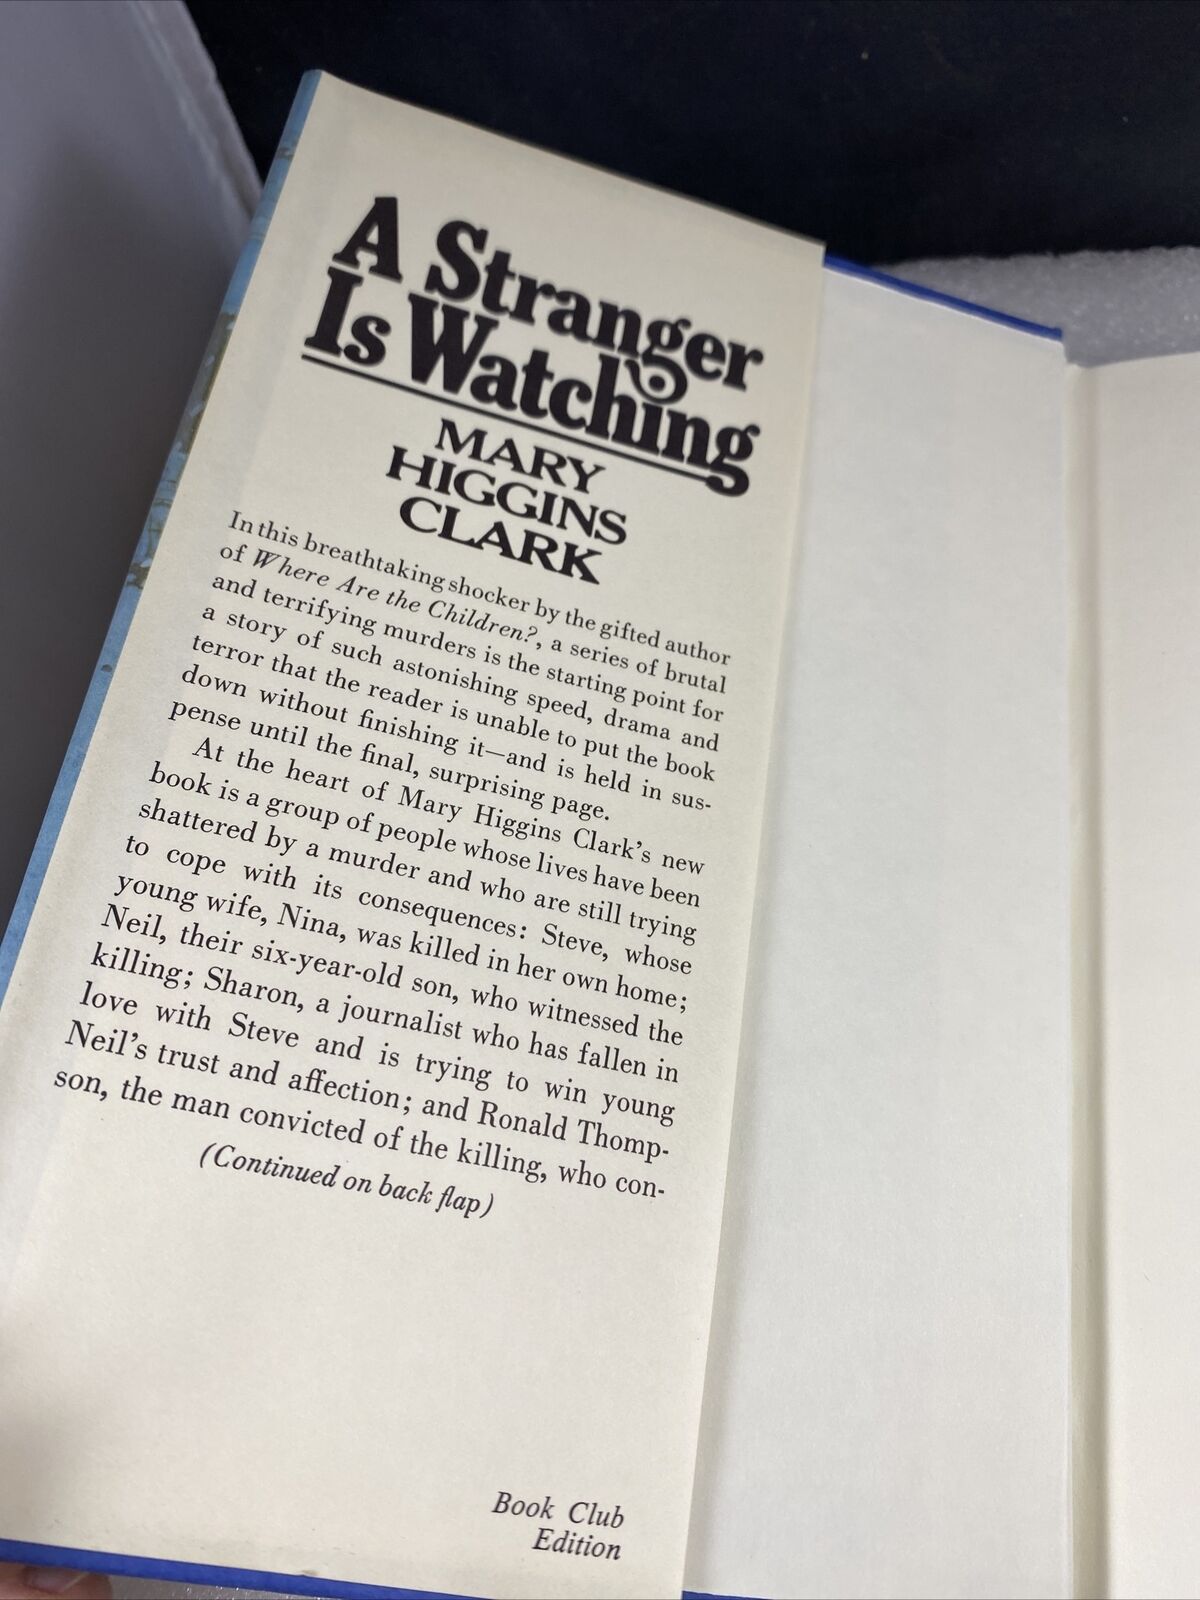 A Stranger
Is Watching
MARY
HIGGINS
CLARK
In this breathtaking shocker by the gifted author
of Where Are the Children?, a series of brutal
and terrifying murders is the starting point for
a story of such astonishing speed, drama and
terror that the reader is unable to put the book
down without finishing it—and is held in sus-
pense until the final, surprising page.
At the heart of Mary Higgins Clark's new
book is a group of people whose lives have been
shattered by a murder and who are still trying
to cope with its consequences: Steve, whose
young wife, Nina, was killed in her own home;
Neil, their six-year-old son, who witnessed the
killing; Sharon, a journalist who has fallen in
love with Steve and is trying to win young
Neil's trust and affection; and Ronald Thomp-
son, the man convicted of the killing, who con-
(Continued on back flap)
Book Club
Edition